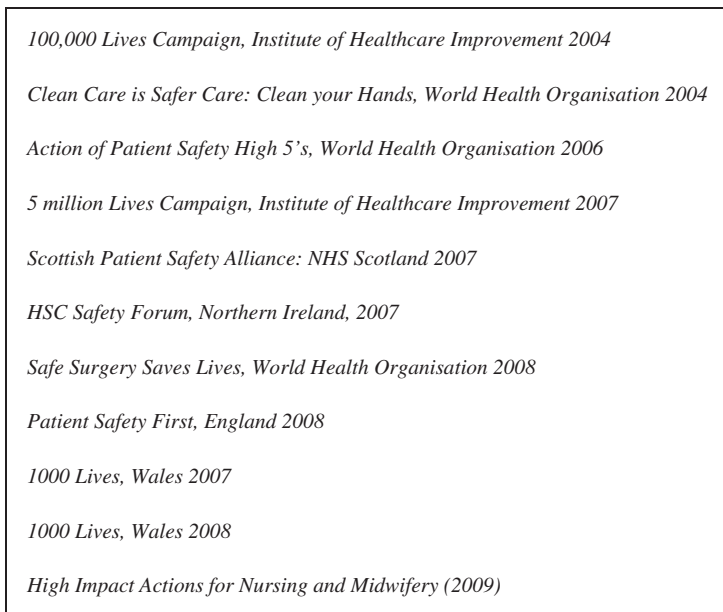 100,000 Lives Campaign, Institute of Healthcare Improvement 2004
Clean Care is Safer Care: Clean your Hands, World Health Organisation 2004
Action of Patient Safety High 5's, World Health Organisation 2006
5 million Lives Campaign, Institute of Healthcare Improvement 2007
Scottish Patient Safety Alliance: NHS Scotland 2007
HSC Safety Forum, Northern Ireland, 2007
Safe Surgery Saves Lives, World Health Organisation 2008
Patient Safety First, England 2008
1000 Lives, Wales 2007
1000 Lives, Wales 2008
High Impact Actions for Nursing and Midwifery (2009)